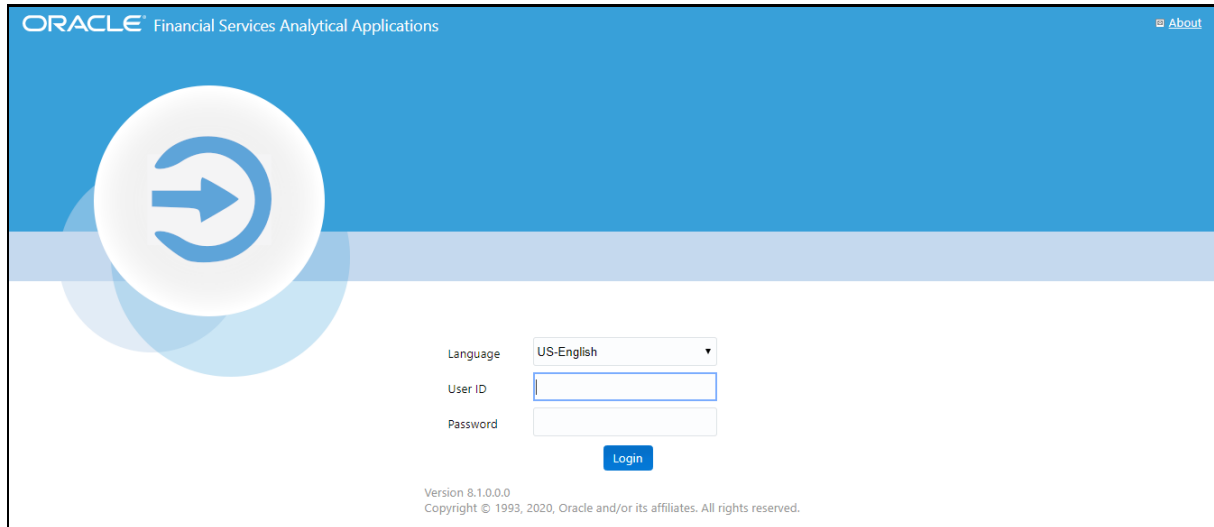 ORACLE® Financial Services Analytical Applications
About
Language US-English
User ID
Password
Login
Version 8.1.0.0.0
Copyright © 1993, 2020, Oracle and/or its affiliates. All rights reserved.